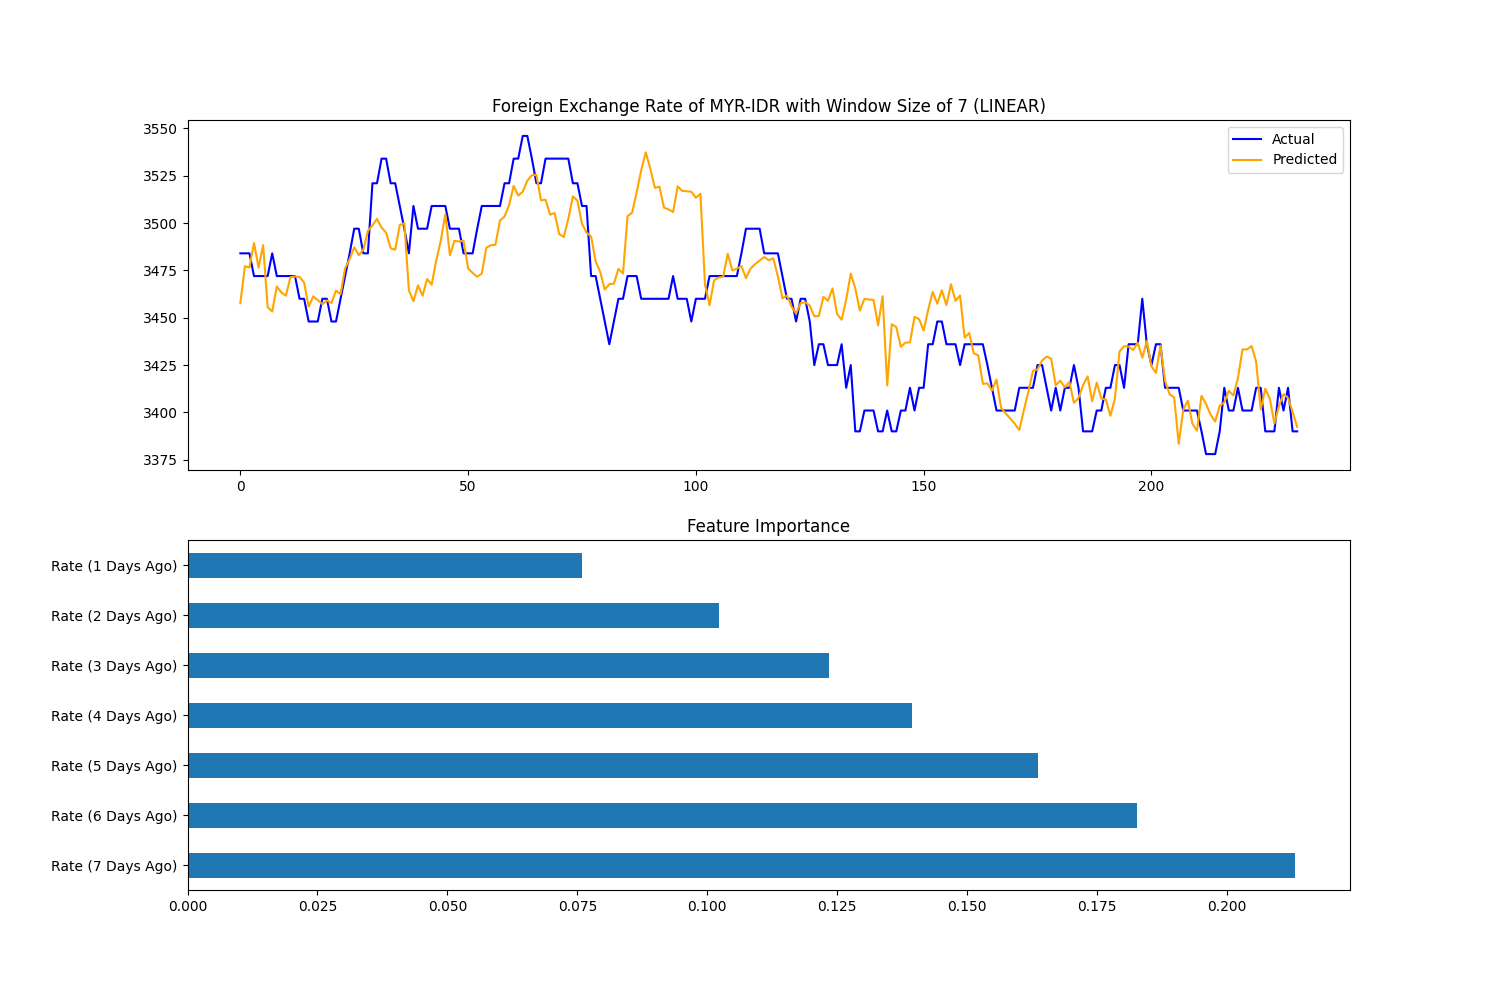 Foreign Exchange Rate of MYR-IDR with Window Size of 7 (LINEAR)
3550
3525
3500
3475
3450
3425
3400
3375
Actual
Predicted
0 50 100 150 200
Feature Importance
Rate (1 Days Ago)
Rate (2 Days Ago)
Rate (3 Days Ago)
Rate (4 Days Ago)
Rate (5 Days Ago)
Rate (6 Days Ago)
Rate (7 Days Ago)
0.000 0.025 0.050 0.075 0.100 0.125 0.150 0.175 0.200